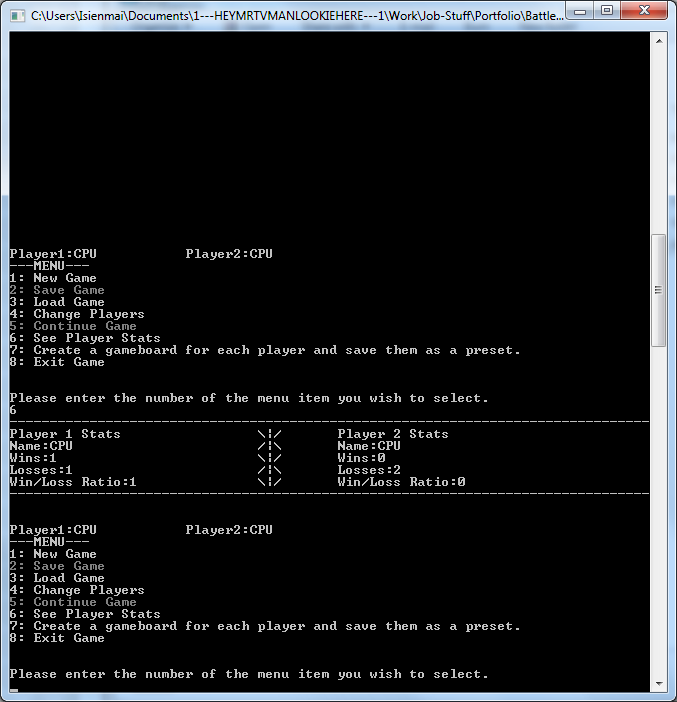 C:\Users\Isienmai\Documents\1---HEYMRTVMANLOOKIEHERE---1\Work\Job-Stuff\Portfolio\Battle...
Player1:CPU           Player2:CPU
---MENU---
1: New Game
2: Save Game
3: Load Game
4: Change Players
5: Continue Game
6: See Player Stats
7: Create a gameboard for each player and save them as a preset.
8: Exit Game
Please enter the number of the menu item you wish to select.
6
--------------------------------------------------------------------------------
Player 1 Stats                 \¦/       Player 2 Stats
Name:CPU                       /¦\       Name:CPU
Wins:1                         \¦/       Wins:0
Losses:1                       /¦\       Losses:2
Win/Loss Ratio:1               \¦/       Win/Loss Ratio:0
--------------------------------------------------------------------------------
Player1:CPU           Player2:CPU
---MENU---
1: New Game
2: Save Game
3: Load Game
4: Change Players
5: Continue Game
6: See Player Stats
7: Create a gameboard for each player and save them as a preset.
8: Exit Game
Please enter the number of the menu item you wish to select.